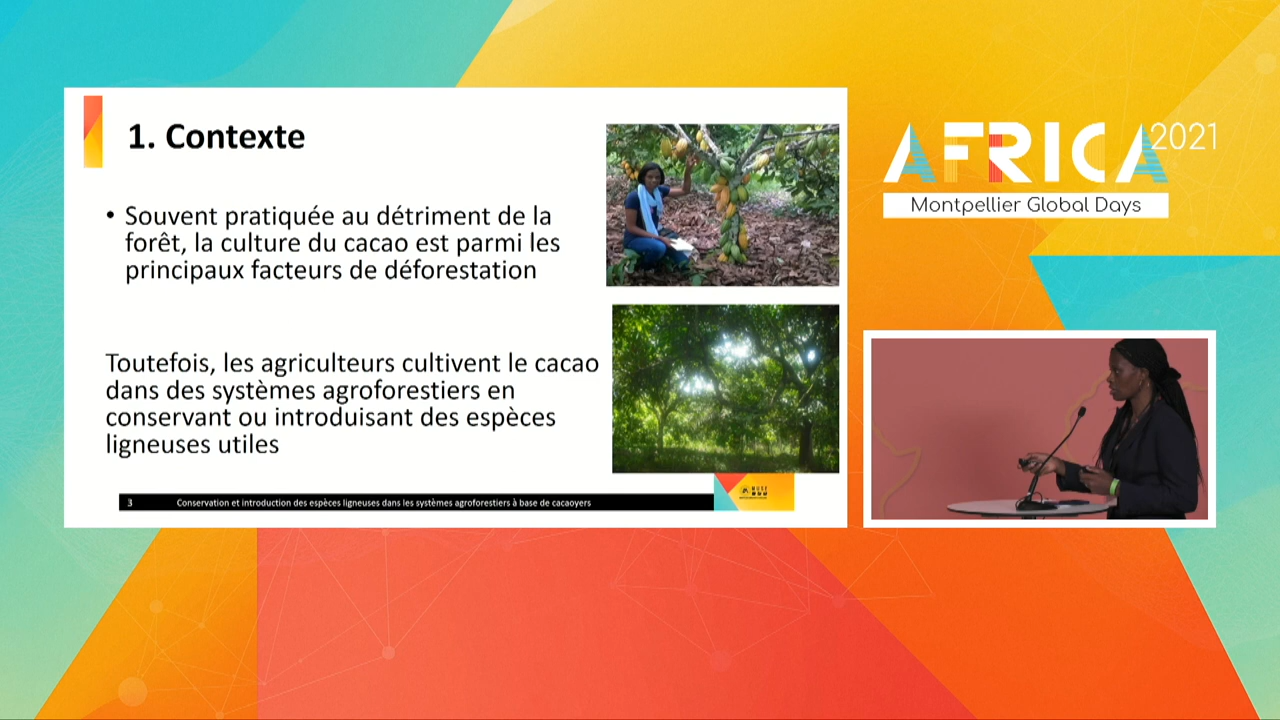 1. Contexte
• Souvent pratiquée au détriment de la
forêt, la culture du cacao est parmi les
principaux facteurs de déforestation
Toutefois, les agriculteurs cultivent le cacao
dans des systèmes agroforestiers en
conservant ou introduisant des espèces
ligneuses utiles
3 Conservation et introduction des espèces ligneuses dans les systèmes agroforestiers à base de cacaoyers
AFRICA 2021
Montpellier Global Days